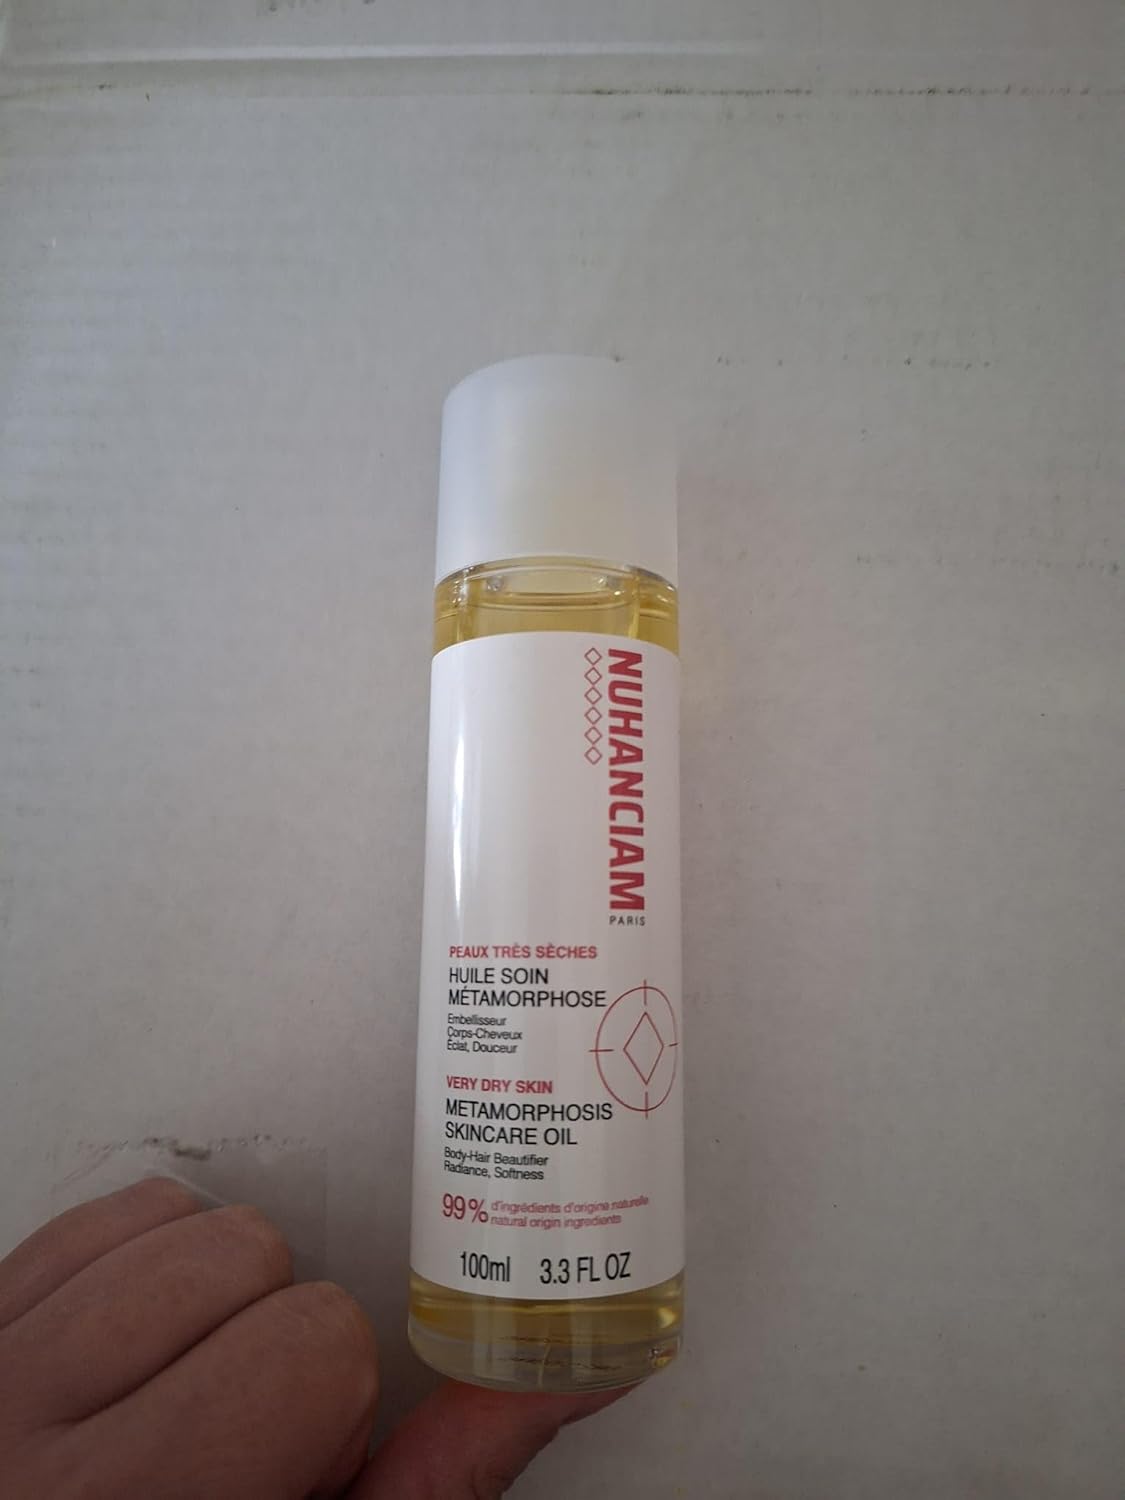 NUHANCIAM
PARIS
PEAUX TRÈS SÈCHES
HUILE SOIN
MÉTAMORPHOSE
Embellisseur
Corps-Cheveux
Éclat, Douceur
VERY DRY SKIN
METAMORPHOSIS
SKINCARE OIL
Body-Hair Beautifier
Radiance, Softness
99% d'ingrédients d'origine naturelle
natural origin ingredients
100ml 3.3 FL OZ